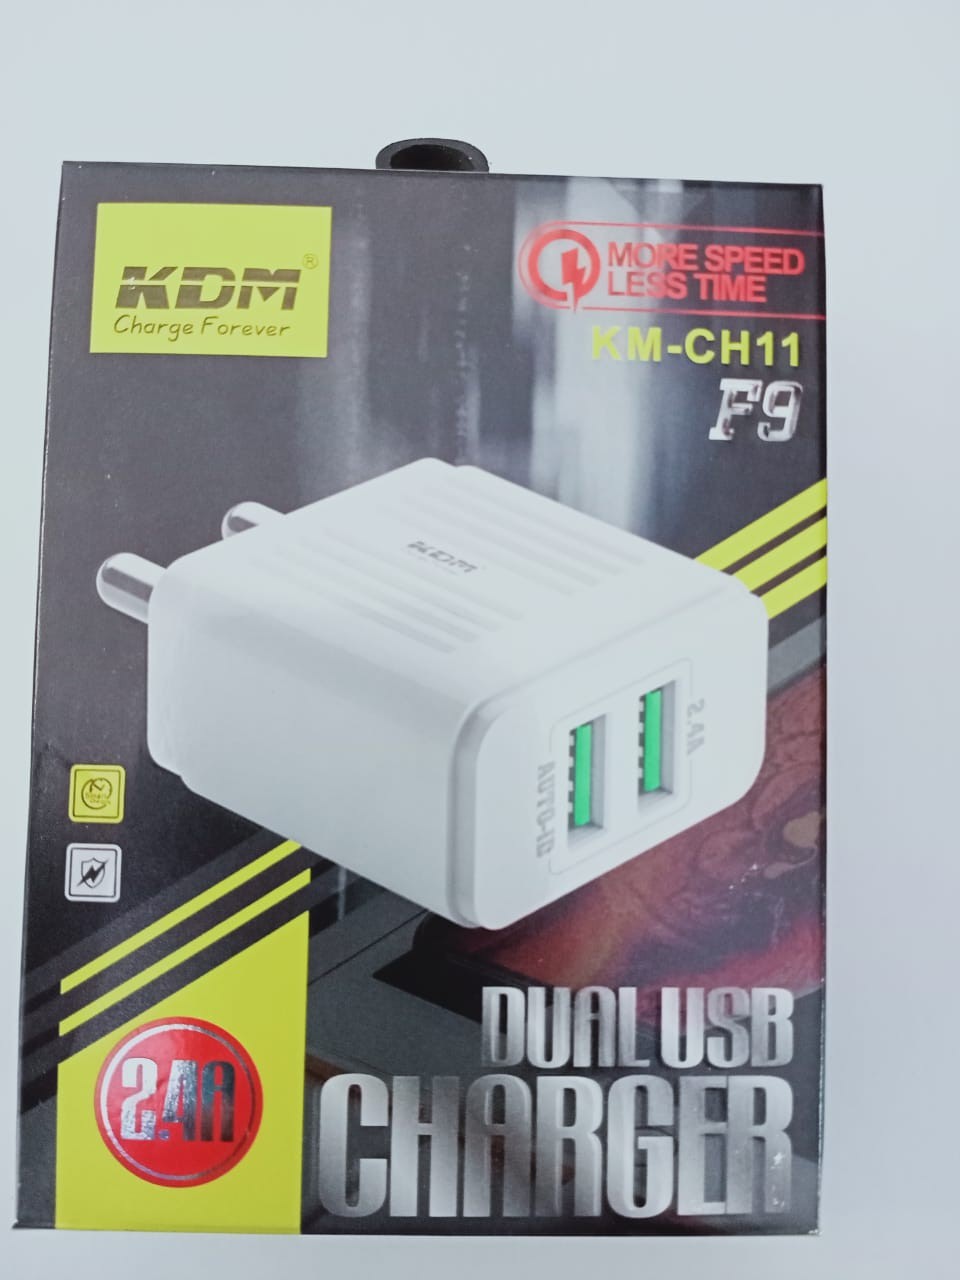 KDM®
Charge Forever
MORE SPEED
LESS TIME
KM-CH11
F9
KDM
2.4A
AUTO-ID
2.4A
DUAL USB
CHARGER